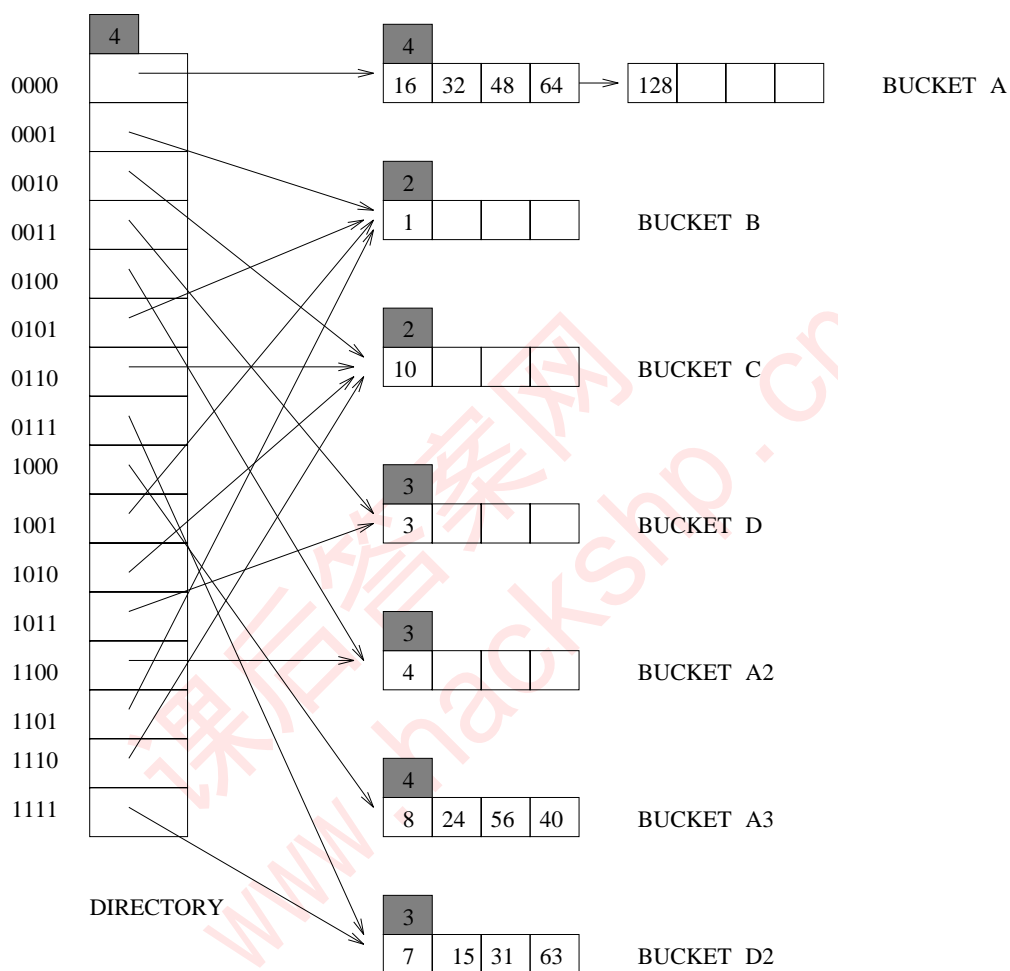 4
4
0000
16 32 48 64
128
BUCKET A
0001
0010
2
0011
1
BUCKET B
0100
0101
2
0110
10
BUCKET C
0111
1000
3
1001
3
BUCKET D
1010
1011
3
1100
4
BUCKET A2
1101
1110
4
1111
8 24 56 40
BUCKET A3
DIRECTORY
3
7 15 31 63
BUCKET D2
课后答案网
www.hackshp.cn